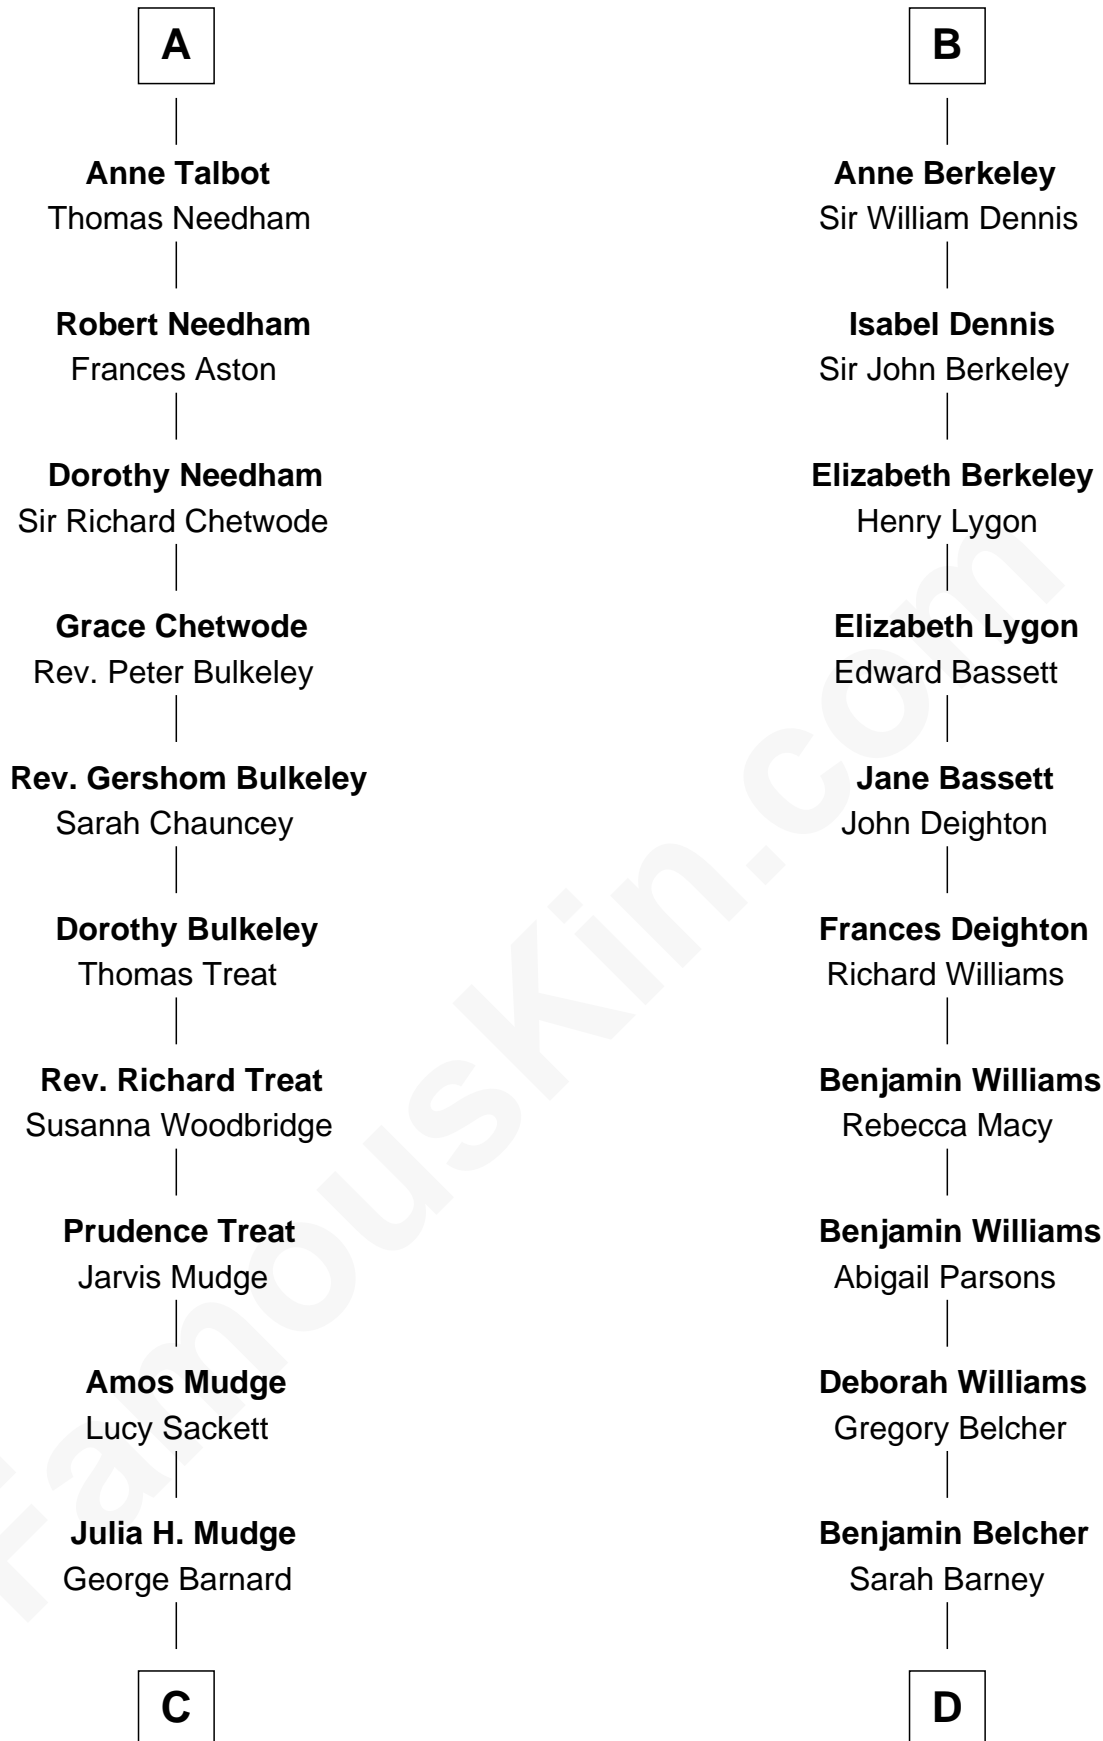 A
Anne Talbot
Thomas Needham
Robert Needham
Frances Aston
Dorothy Needham
Sir Richard Chetwode
Grace Chetwode
Rev. Peter Bulkeley
Rev. Gershom Bulkeley
Sarah Chauncey
Dorothy Bulkeley
Thomas Treat
Rev. Richard Treat
Susanna Woodbridge
Prudence Treat
Jarvis Mudge
Amos Mudge
Lucy Sackett
Julia H. Mudge
George Barnard
C
B
Anne Berkeley
Sir William Dennis
Isabel Dennis
Sir John Berkeley
Elizabeth Berkeley
Henry Lygon
Elizabeth Lygon
Edward Bassett
Jane Bassett
John Deighton
Frances Deighton
Richard Williams
Benjamin Williams
Rebecca Macy
Benjamin Williams
Abigail Parsons
Deborah Williams
Gregory Belcher
Benjamin Belcher
Sarah Barney
D
FamousKin.com